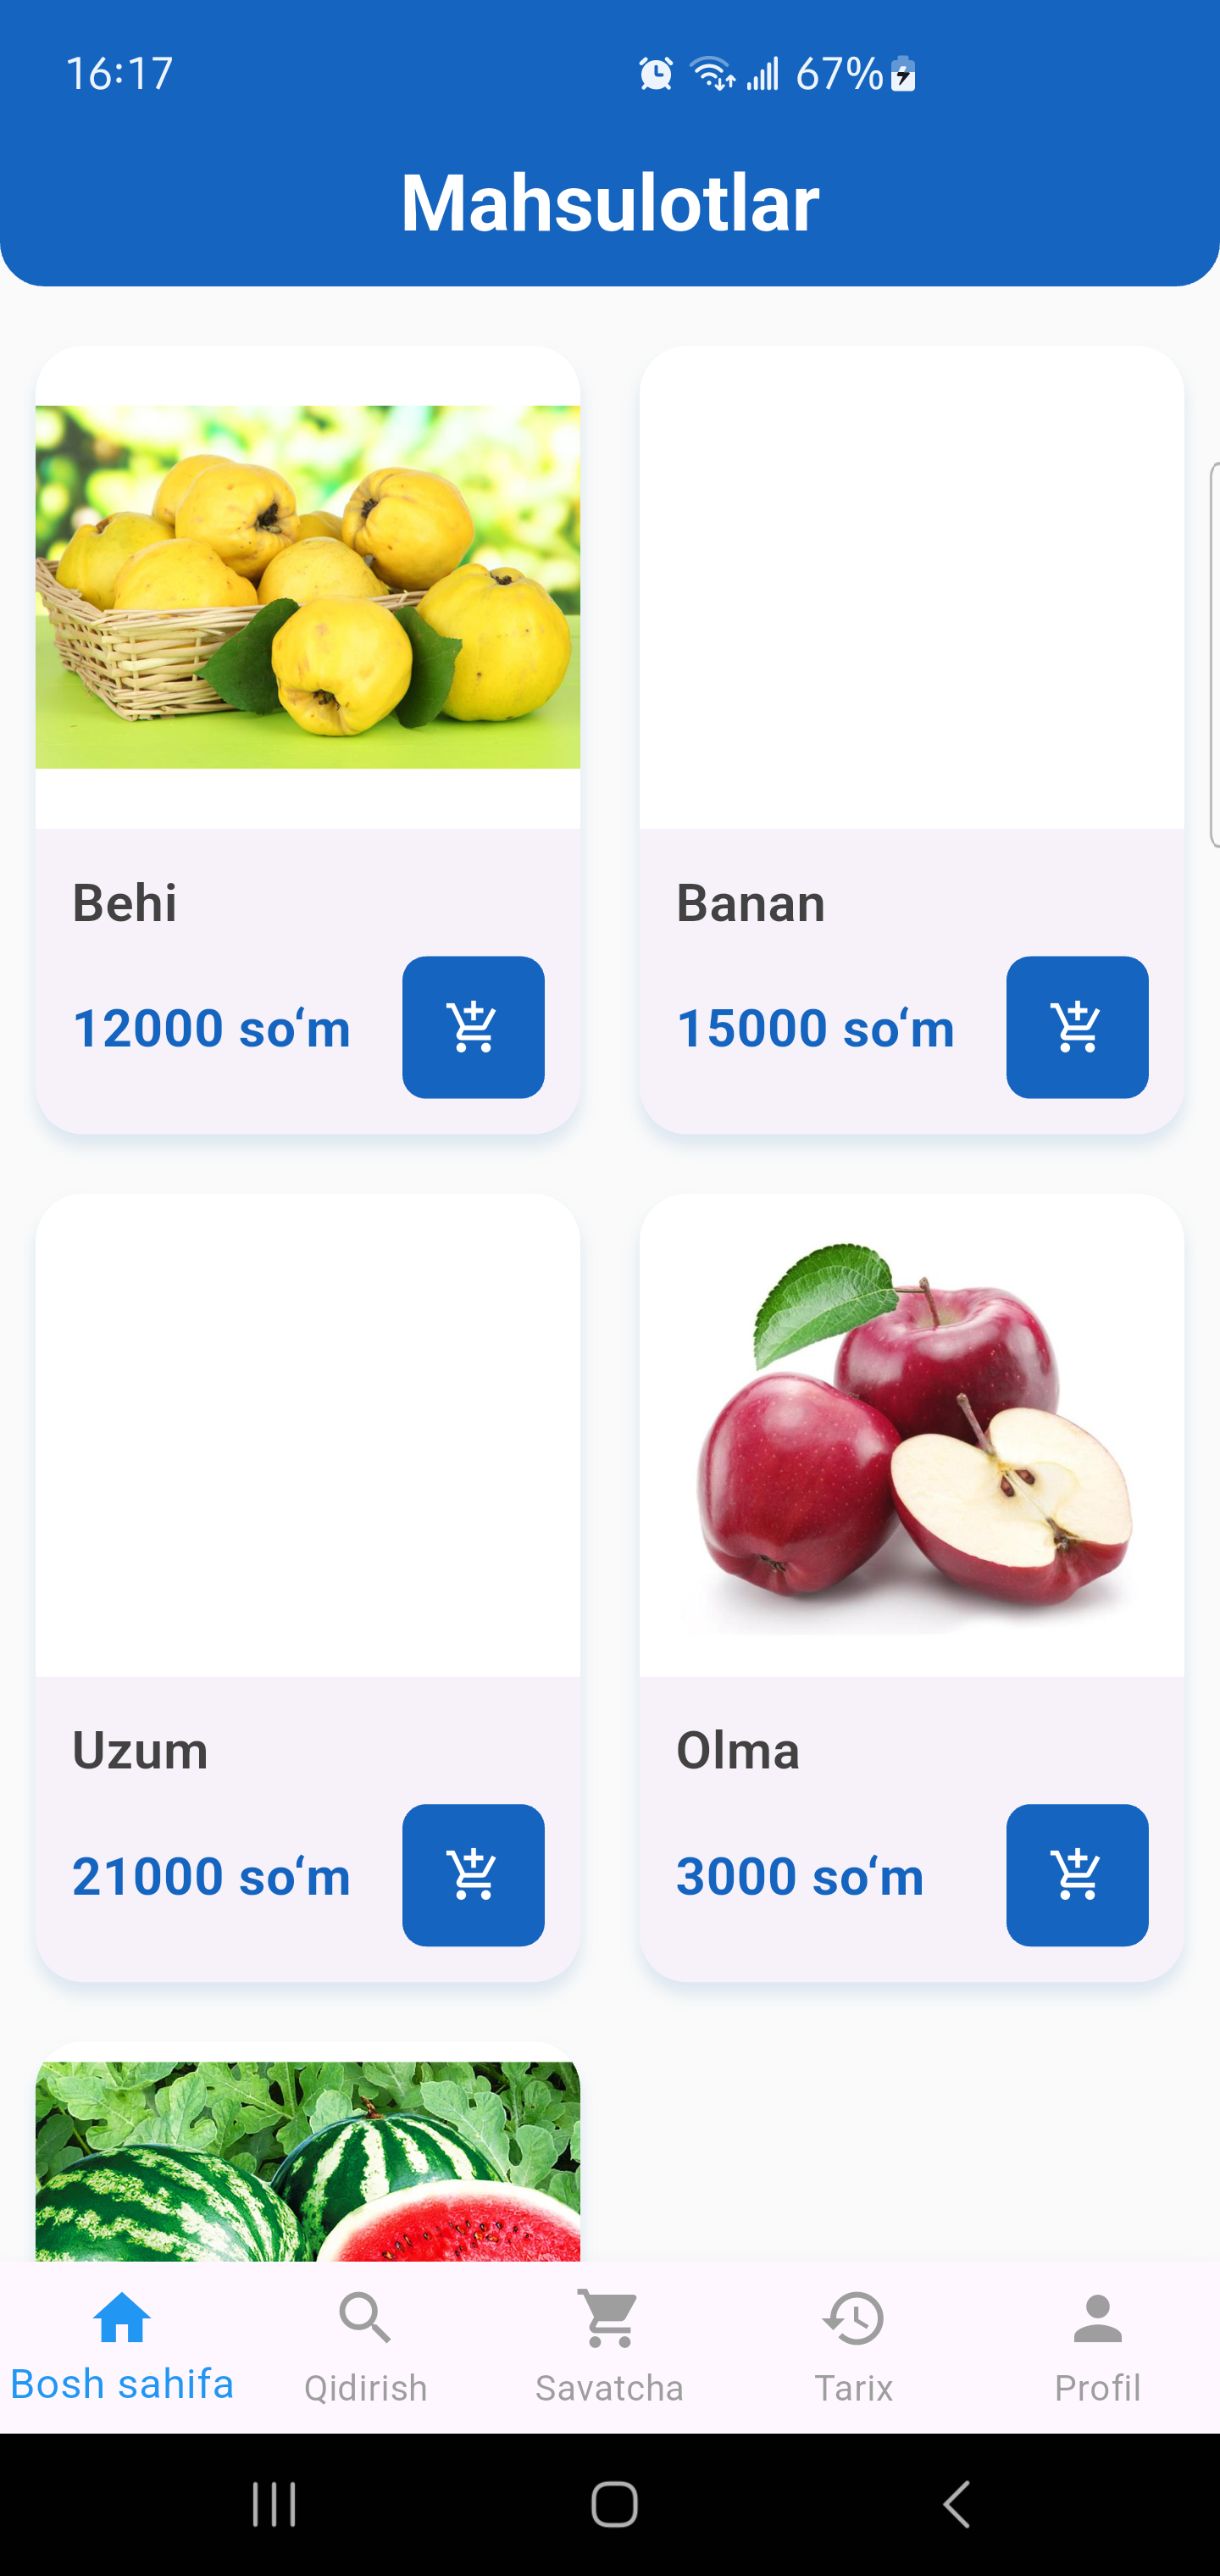 16:17 67%
Mahsulotlar
Behi
Banan
12000 so‘m
15000 so‘m
Uzum
Olma
21000 so‘m
3000 so‘m
Bosh sahifa Qidirish Savatcha Tarix Profil